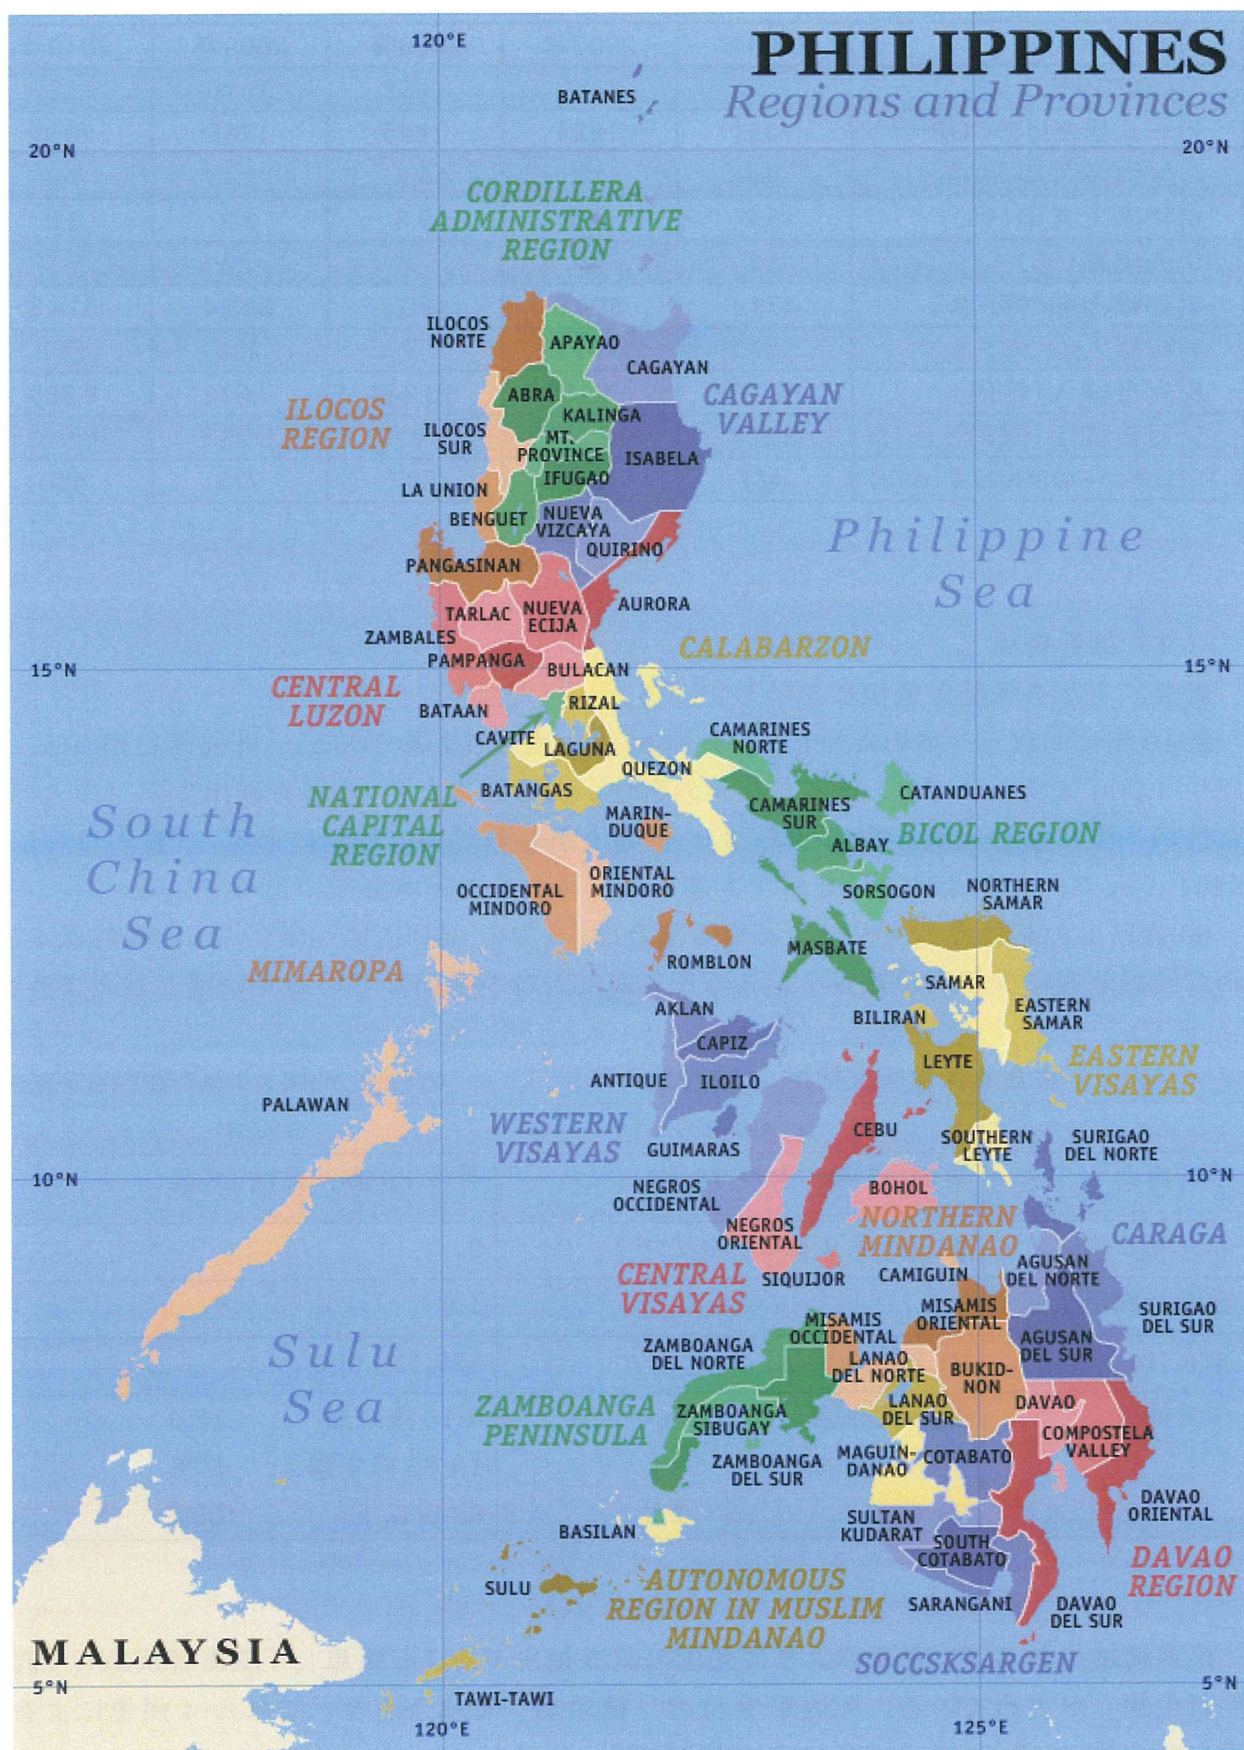 120°E
PHILIPPINES
Regions and Provinces
BATANES
20°N
20°N
CORDILLERA
ADMINISTRATIVE
REGION
ILOCOS
NORTE
APAYAO
CAGAYAN
ABRA
CAGAYAN
VALLEY
ILOCOS
REGION
KALINGA
ILOCOS
SUR
MT.
PROVINCE
ISABELA
IFUGAO
LA UNION
BENGUET
NUEVA
VIZCAYA
QUIRINO
Philippine
Sea
PANGASINAN
TARLAC
NUEVA
ECIJA
AURORA
ZAMBALES
CALABARZON
PAMPANGA
BULACAN
15°N
15°N
CENTRAL
LUZON
BATAAN
RIZAL
CAVITE
LAGUNA
CAMARINES
NORTE
QUEZON
BATANGAS
NATIONAL
CAPITAL
REGION
CATANDUANES
MARIN-
DUQUE
CAMARINES
SUR
South
China
Sea
BICOL REGION
ALBAY
ORIENTAL
MINDORO
OCCIDENTAL
MINDORO
SORSOGON
NORTHERN
SAMAR
MASBATE
ROMBLON
MIMAROPA
SAMAR
AKLAN
BILIRAN
EASTERN
SAMAR
CAPIZ
LEYTE
EASTERN
VISAYAS
ANTIQUE
ILOILO
PALAWAN
WESTERN
VISAYAS
CEBU
GUIMARAS
SOUTHERN
LEYTE
SURIGAO
DEL NORTE
10°N
10°N
NEGROS
OCCIDENTAL
BOHOL
NORTHERN
MINDANAO
NEGROS
ORIENTAL
CARAGA
CENTRAL
VISAYAS
SIQUIJOR
CAMIGUIN
AGUSAN
DEL NORTE
MISAMIS
ORIENTAL
SURIGAO
DEL SUR
MISAMIS
OCCIDENTAL
Sulu
Sea
ZAMBOANGA
DEL NORTE
LANAO
DEL NORTE
AGUSAN
DEL SUR
BUKID-
NON
ZAMBOANGA
PENINSULA
ZAMBOANGA
SIBUGAY
LANAO
DEL SUR
DAVAO
COMPOSTELA
VALLEY
MAGUIN-
DANAO
COTABATO
ZAMBOANGA
DEL SUR
DAVAO
ORIENTAL
BASILAN
SULTAN
KUDARAT
SOUTH
COTABATO
DAVAO
REGION
SULU
AUTONOMOUS
REGION IN MUSLIM
MINDANAO
SARANGANI
DAVAO
DEL SUR
MALAYSIA
SOCCSKSARGEN
5°N
5°N
TAWI-TAWI
120°E
125°E